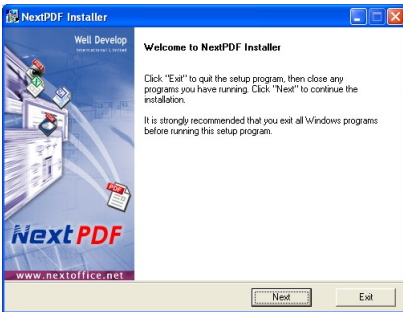 NextPDF Installer
Well Develop
International Limited
Welcome to NextPDF Installer
Click "Exit" to quit the setup program, then close any
programs you have running. Click "Next" to continue the
installation.
It is strongly recommended that you exit all Windows programs
before running this setup program.
PDF
Next PDF
www.nextoffice.net
Next
Exit